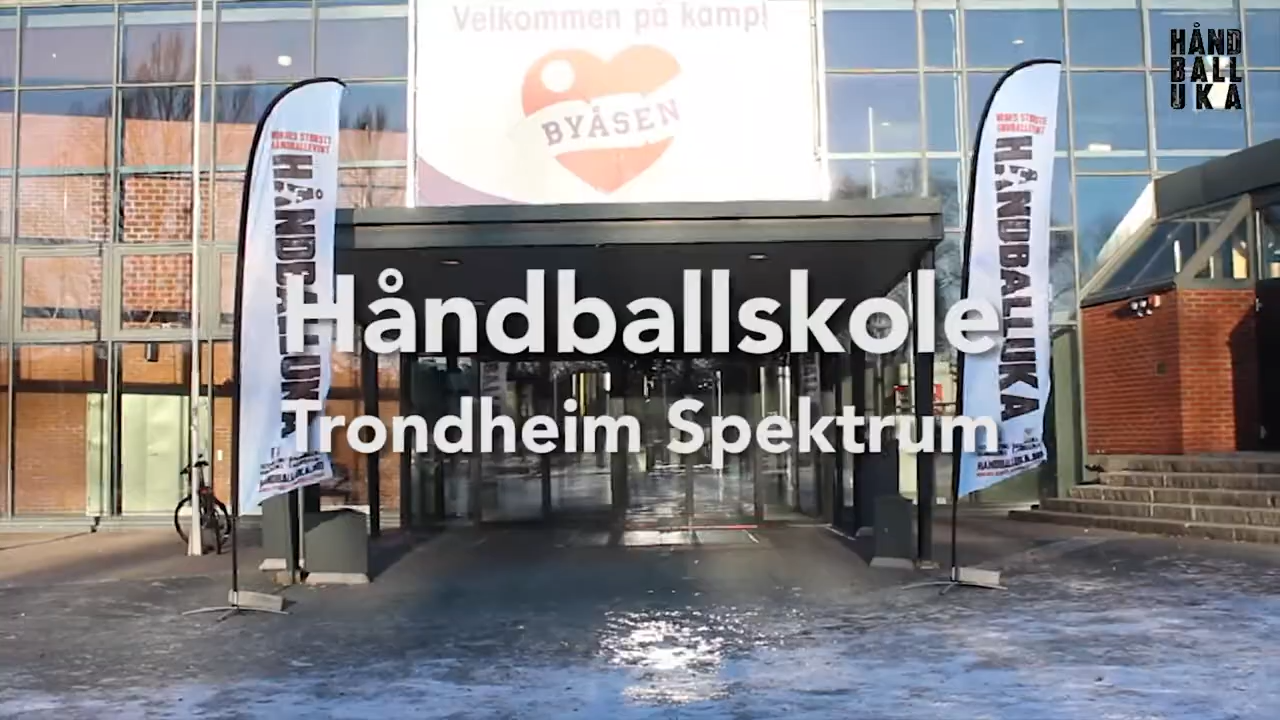 Velkommen på kamp!
BYÅSEN
HÅND
BALL
UKA
HÅNDBALLUKA
HÅNDBALLUKA
Håndballskole
Trondheim Spektrum